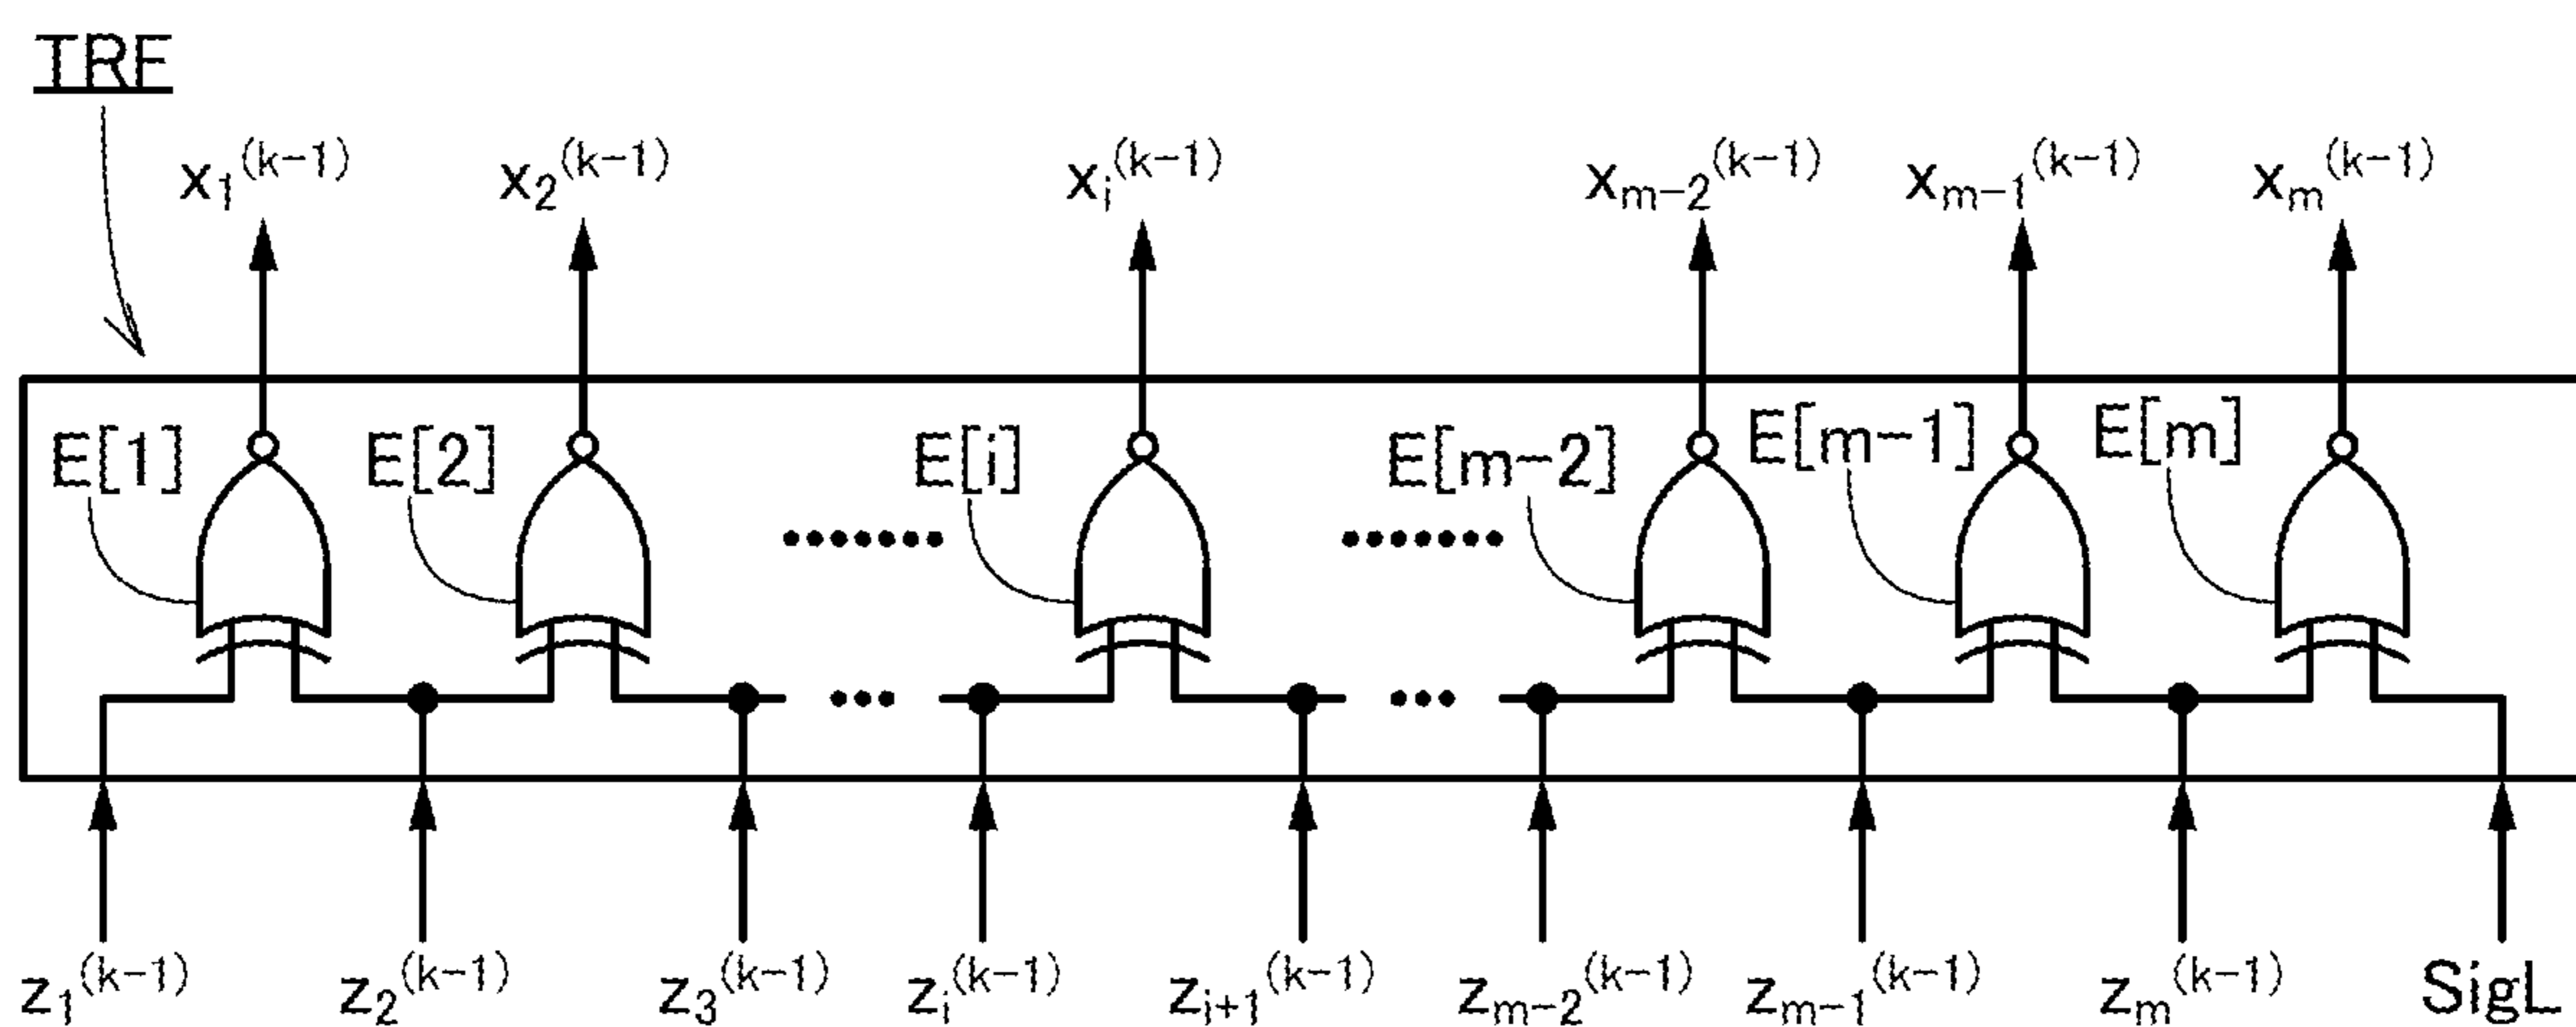 TRF
x₁⁽ᵏ⁻¹⁾ x₂⁽ᵏ⁻¹⁾ xᵢ⁽ᵏ⁻¹⁾ xₘ₋₂⁽ᵏ⁻¹⁾ xₘ₋₁⁽ᵏ⁻¹⁾ xₘ⁽ᵏ⁻¹⁾
E[1] E[2] E[i] E[m-2] E[m-1] E[m]
z₁⁽ᵏ⁻¹⁾ z₂⁽ᵏ⁻¹⁾ z₃⁽ᵏ⁻¹⁾ zᵢ⁽ᵏ⁻¹⁾ zᵢ₊₁⁽ᵏ⁻¹⁾ zₘ₋₂⁽ᵏ⁻¹⁾ zₘ₋₁⁽ᵏ⁻¹⁾ zₘ⁽ᵏ⁻¹⁾ SigL